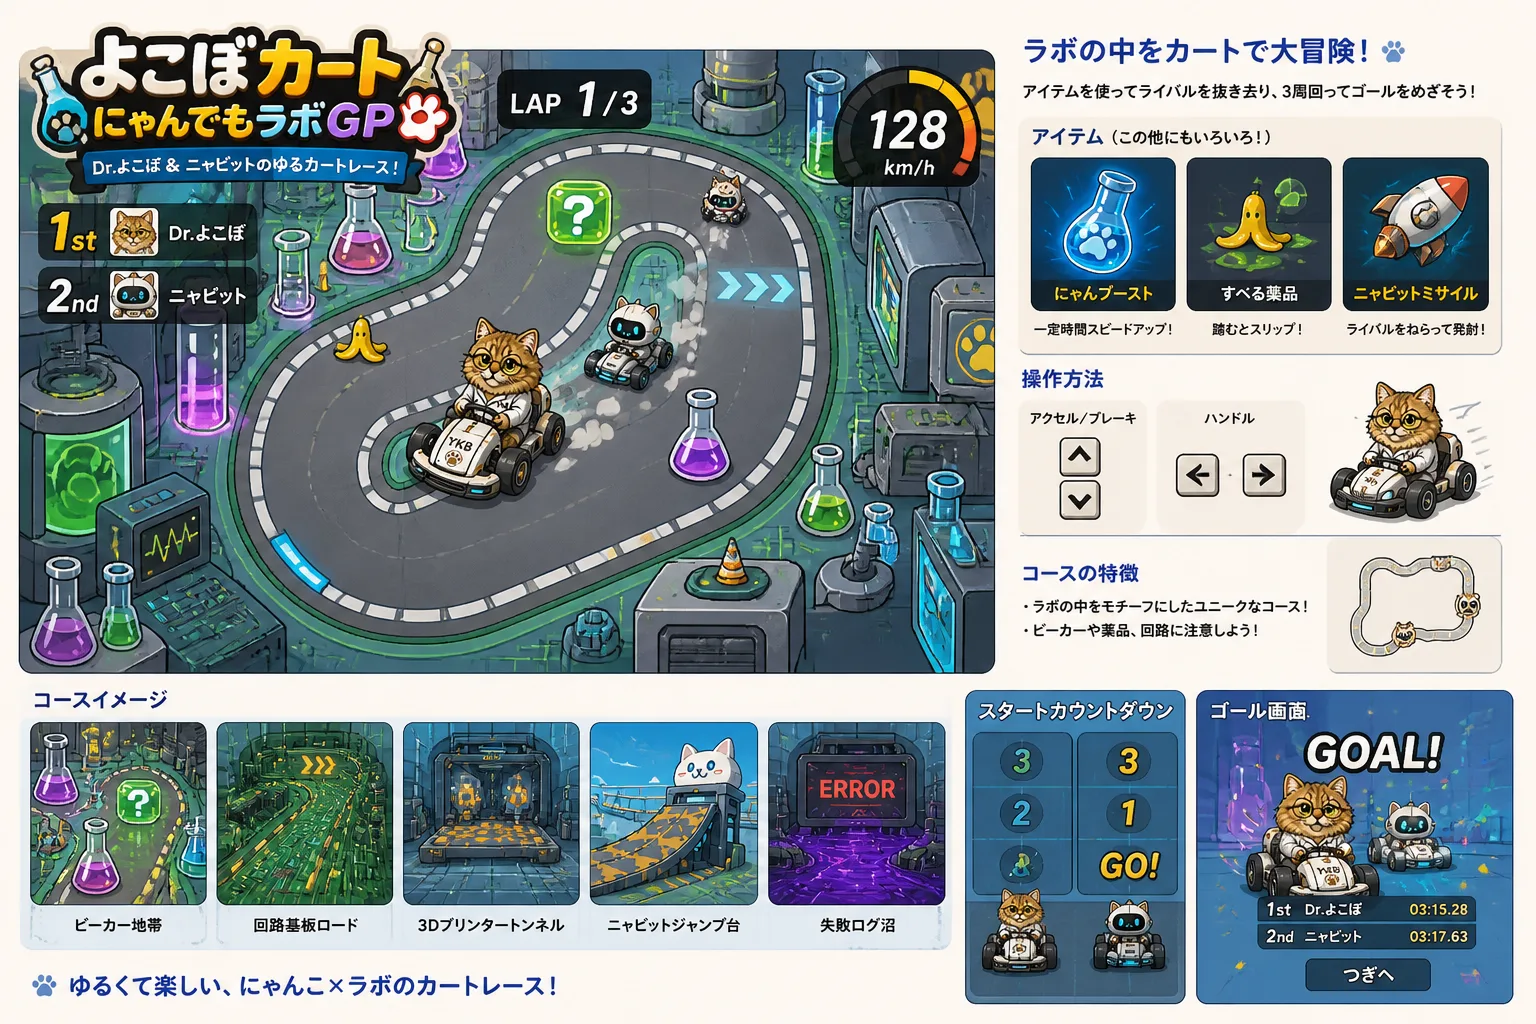 よこぼカート
にゃんでもラボGP
Dr.よこぼ & ニャビットのゆるカートレース!
LAP 1/3
128
km/h
1st Dr.よこぼ
2nd ニャビット
?
YKB
ラボの中をカートで大冒険!
アイテムを使ってライバルを抜き去り、3周回ってゴールをめざそう!
アイテム (この他にもいろいろ!)
にゃんブースト
すべる薬品
ニャビットミサイル
一定時間スピードアップ!
踏むとスリップ!
ライバルをねらって発射!
操作方法
アクセル/ブレーキ
ハンドル
コースの特徴
・ラボの中をモチーフにしたユニークなコース!
・ビーカーや薬品、回路に注意しよう!
コースイメージ
?
ERROR
ビーカー地帯
回路基板ロード
3Dプリンタートンネル
ニャビットジャンプ台
失敗ログ沼
スタートカウントダウン
3 3
2 1
GO!
ゴール画面
GOAL!
1st Dr.よこぼ 03:15.28
2nd ニャビット 03:17.63
つぎへ
ゆるくて楽しい、にゃんこ×ラボのカートレース!